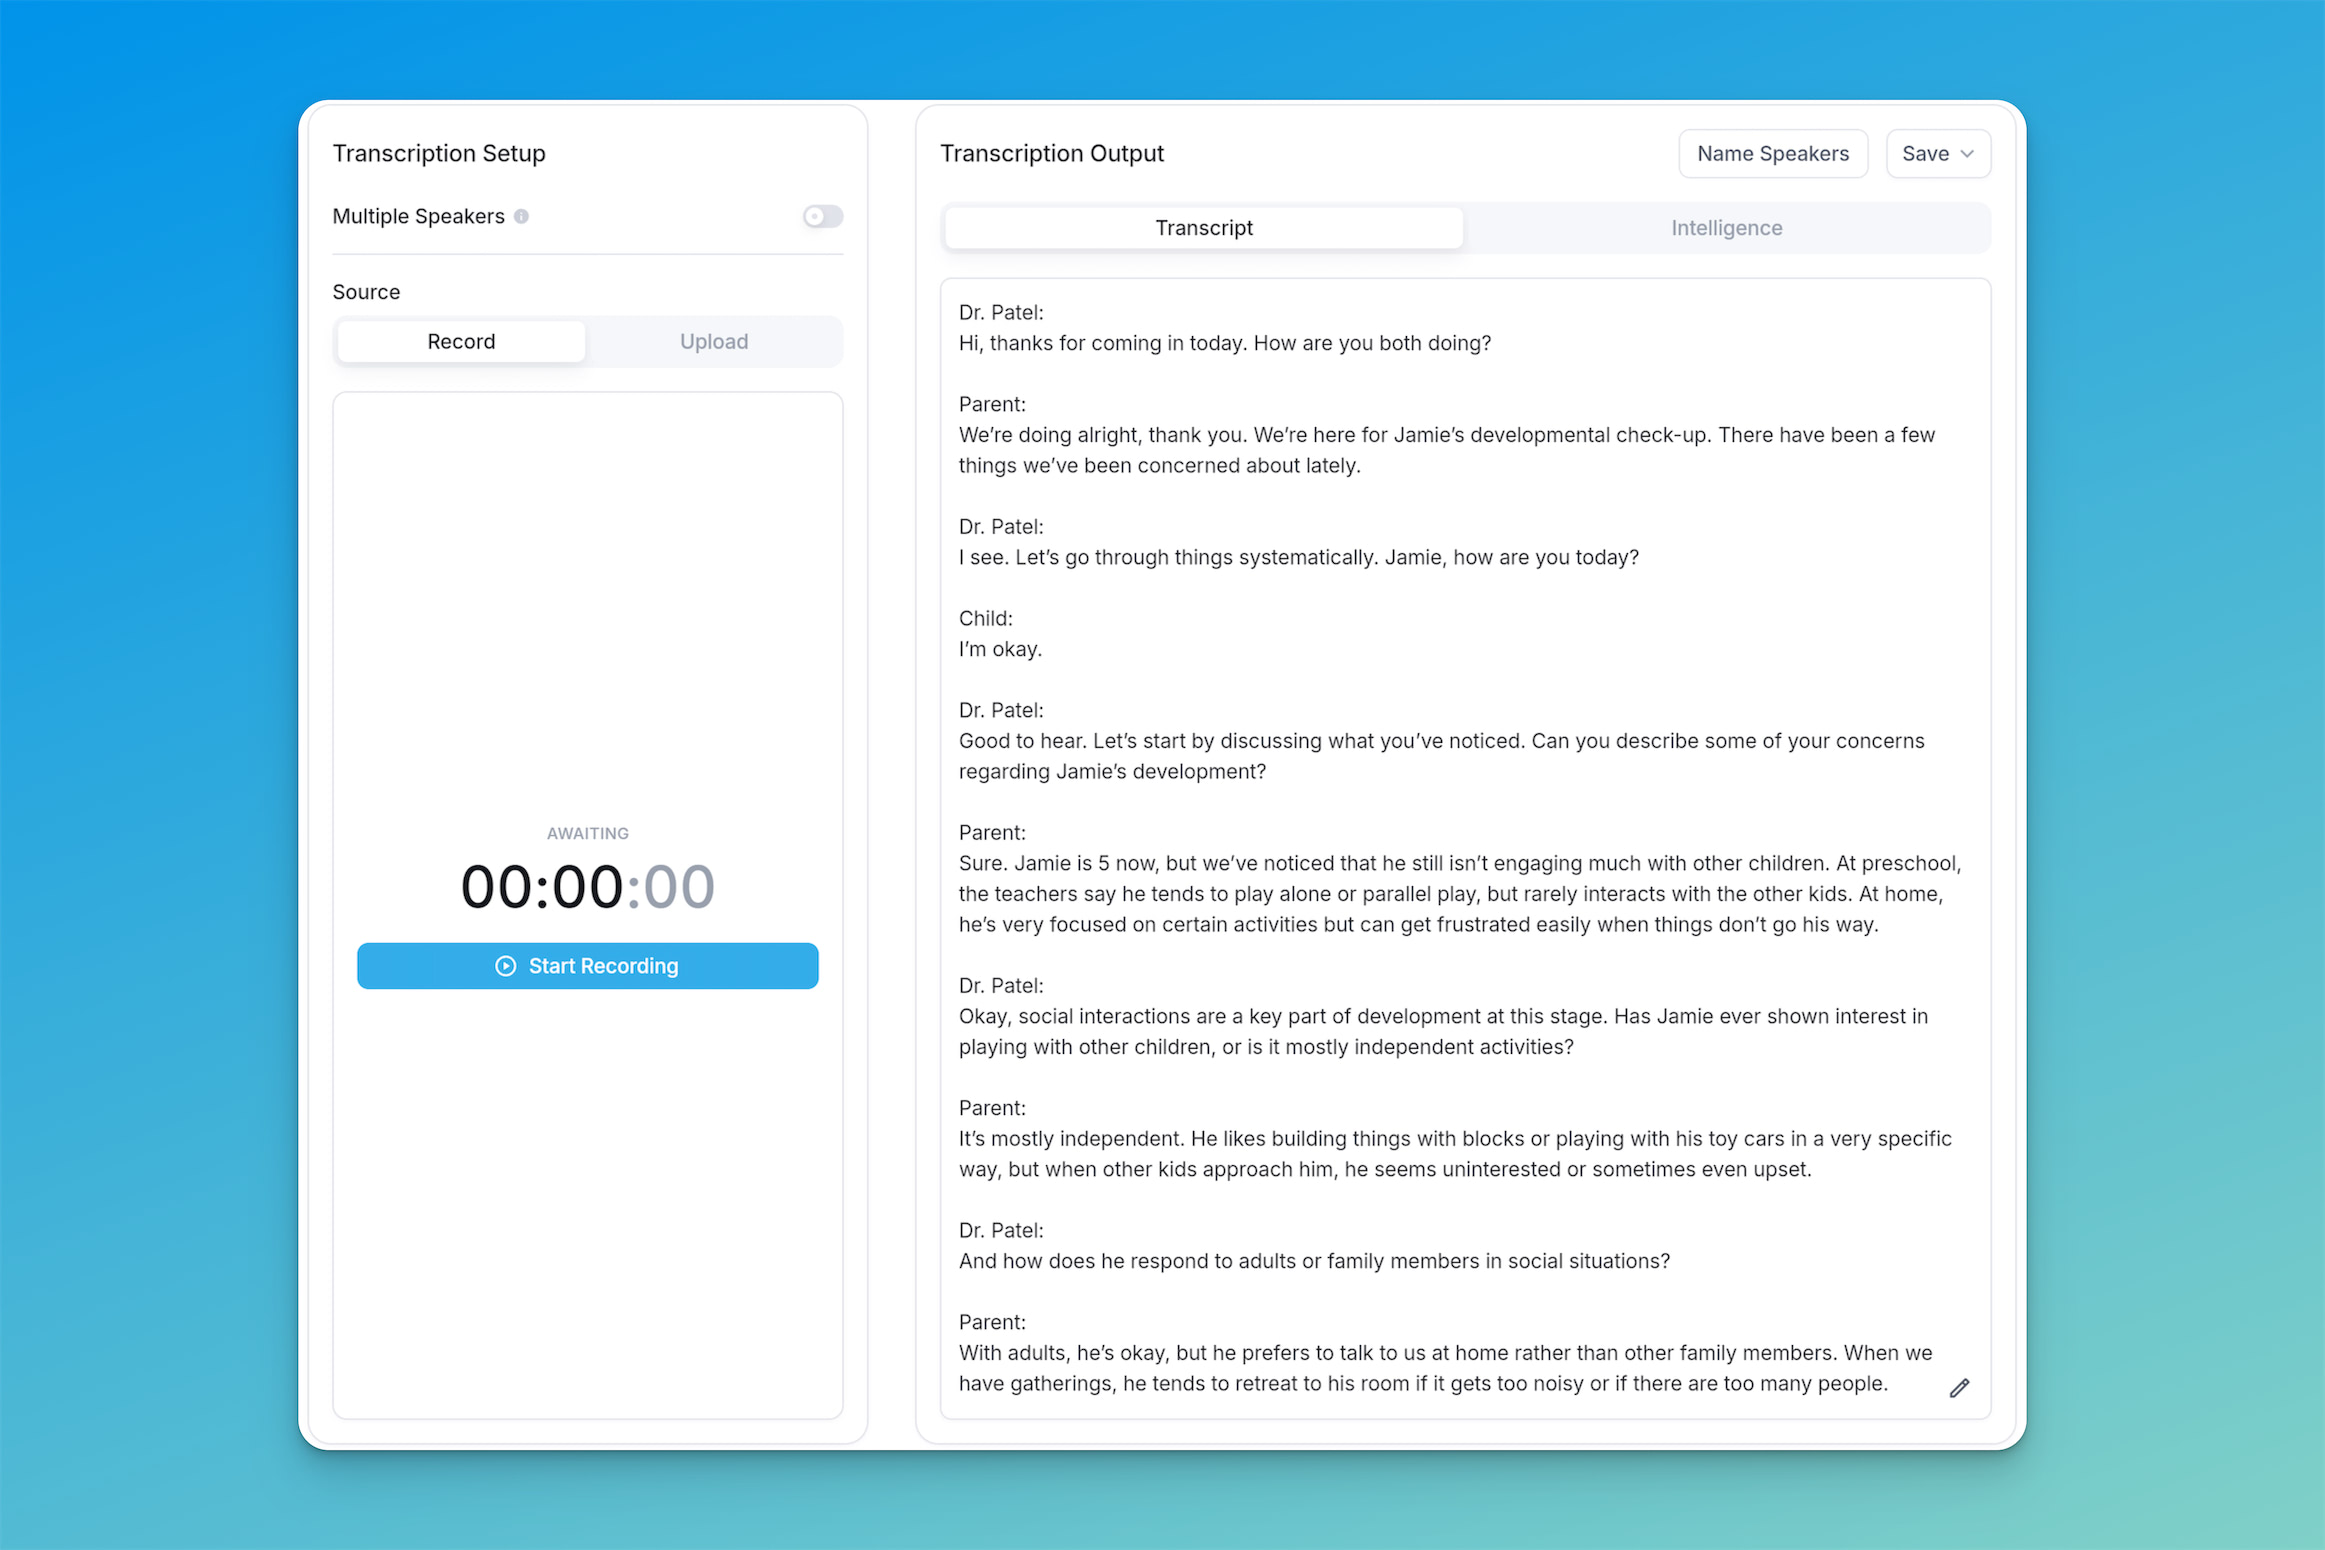 Transcription Setup
Multiple Speakers
Source
Record
Upload
AWAITING
00:00:00
Start Recording
Transcription Output
Name Speakers
Save
Transcript
Intelligence
Dr. Patel:
Hi, thanks for coming in today. How are you both doing?
Parent:
We’re doing alright, thank you. We’re here for Jamie’s developmental check-up. There have been a few
things we’ve been concerned about lately.
Dr. Patel:
I see. Let’s go through things systematically. Jamie, how are you today?
Child:
I’m okay.
Dr. Patel:
Good to hear. Let’s start by discussing what you’ve noticed. Can you describe some of your concerns
regarding Jamie’s development?
Parent:
Sure. Jamie is 5 now, but we’ve noticed that he still isn’t engaging much with other children. At preschool,
the teachers say he tends to play alone or parallel play, but rarely interacts with the other kids. At home,
he’s very focused on certain activities but can get frustrated easily when things don’t go his way.
Dr. Patel:
Okay, social interactions are a key part of development at this stage. Has Jamie ever shown interest in
playing with other children, or is it mostly independent activities?
Parent:
It’s mostly independent. He likes building things with blocks or playing with his toy cars in a very specific
way, but when other kids approach him, he seems uninterested or sometimes even upset.
Dr. Patel:
And how does he respond to adults or family members in social situations?
Parent:
With adults, he’s okay, but he prefers to talk to us at home rather than other family members. When we
have gatherings, he tends to retreat to his room if it gets too noisy or if there are too many people.